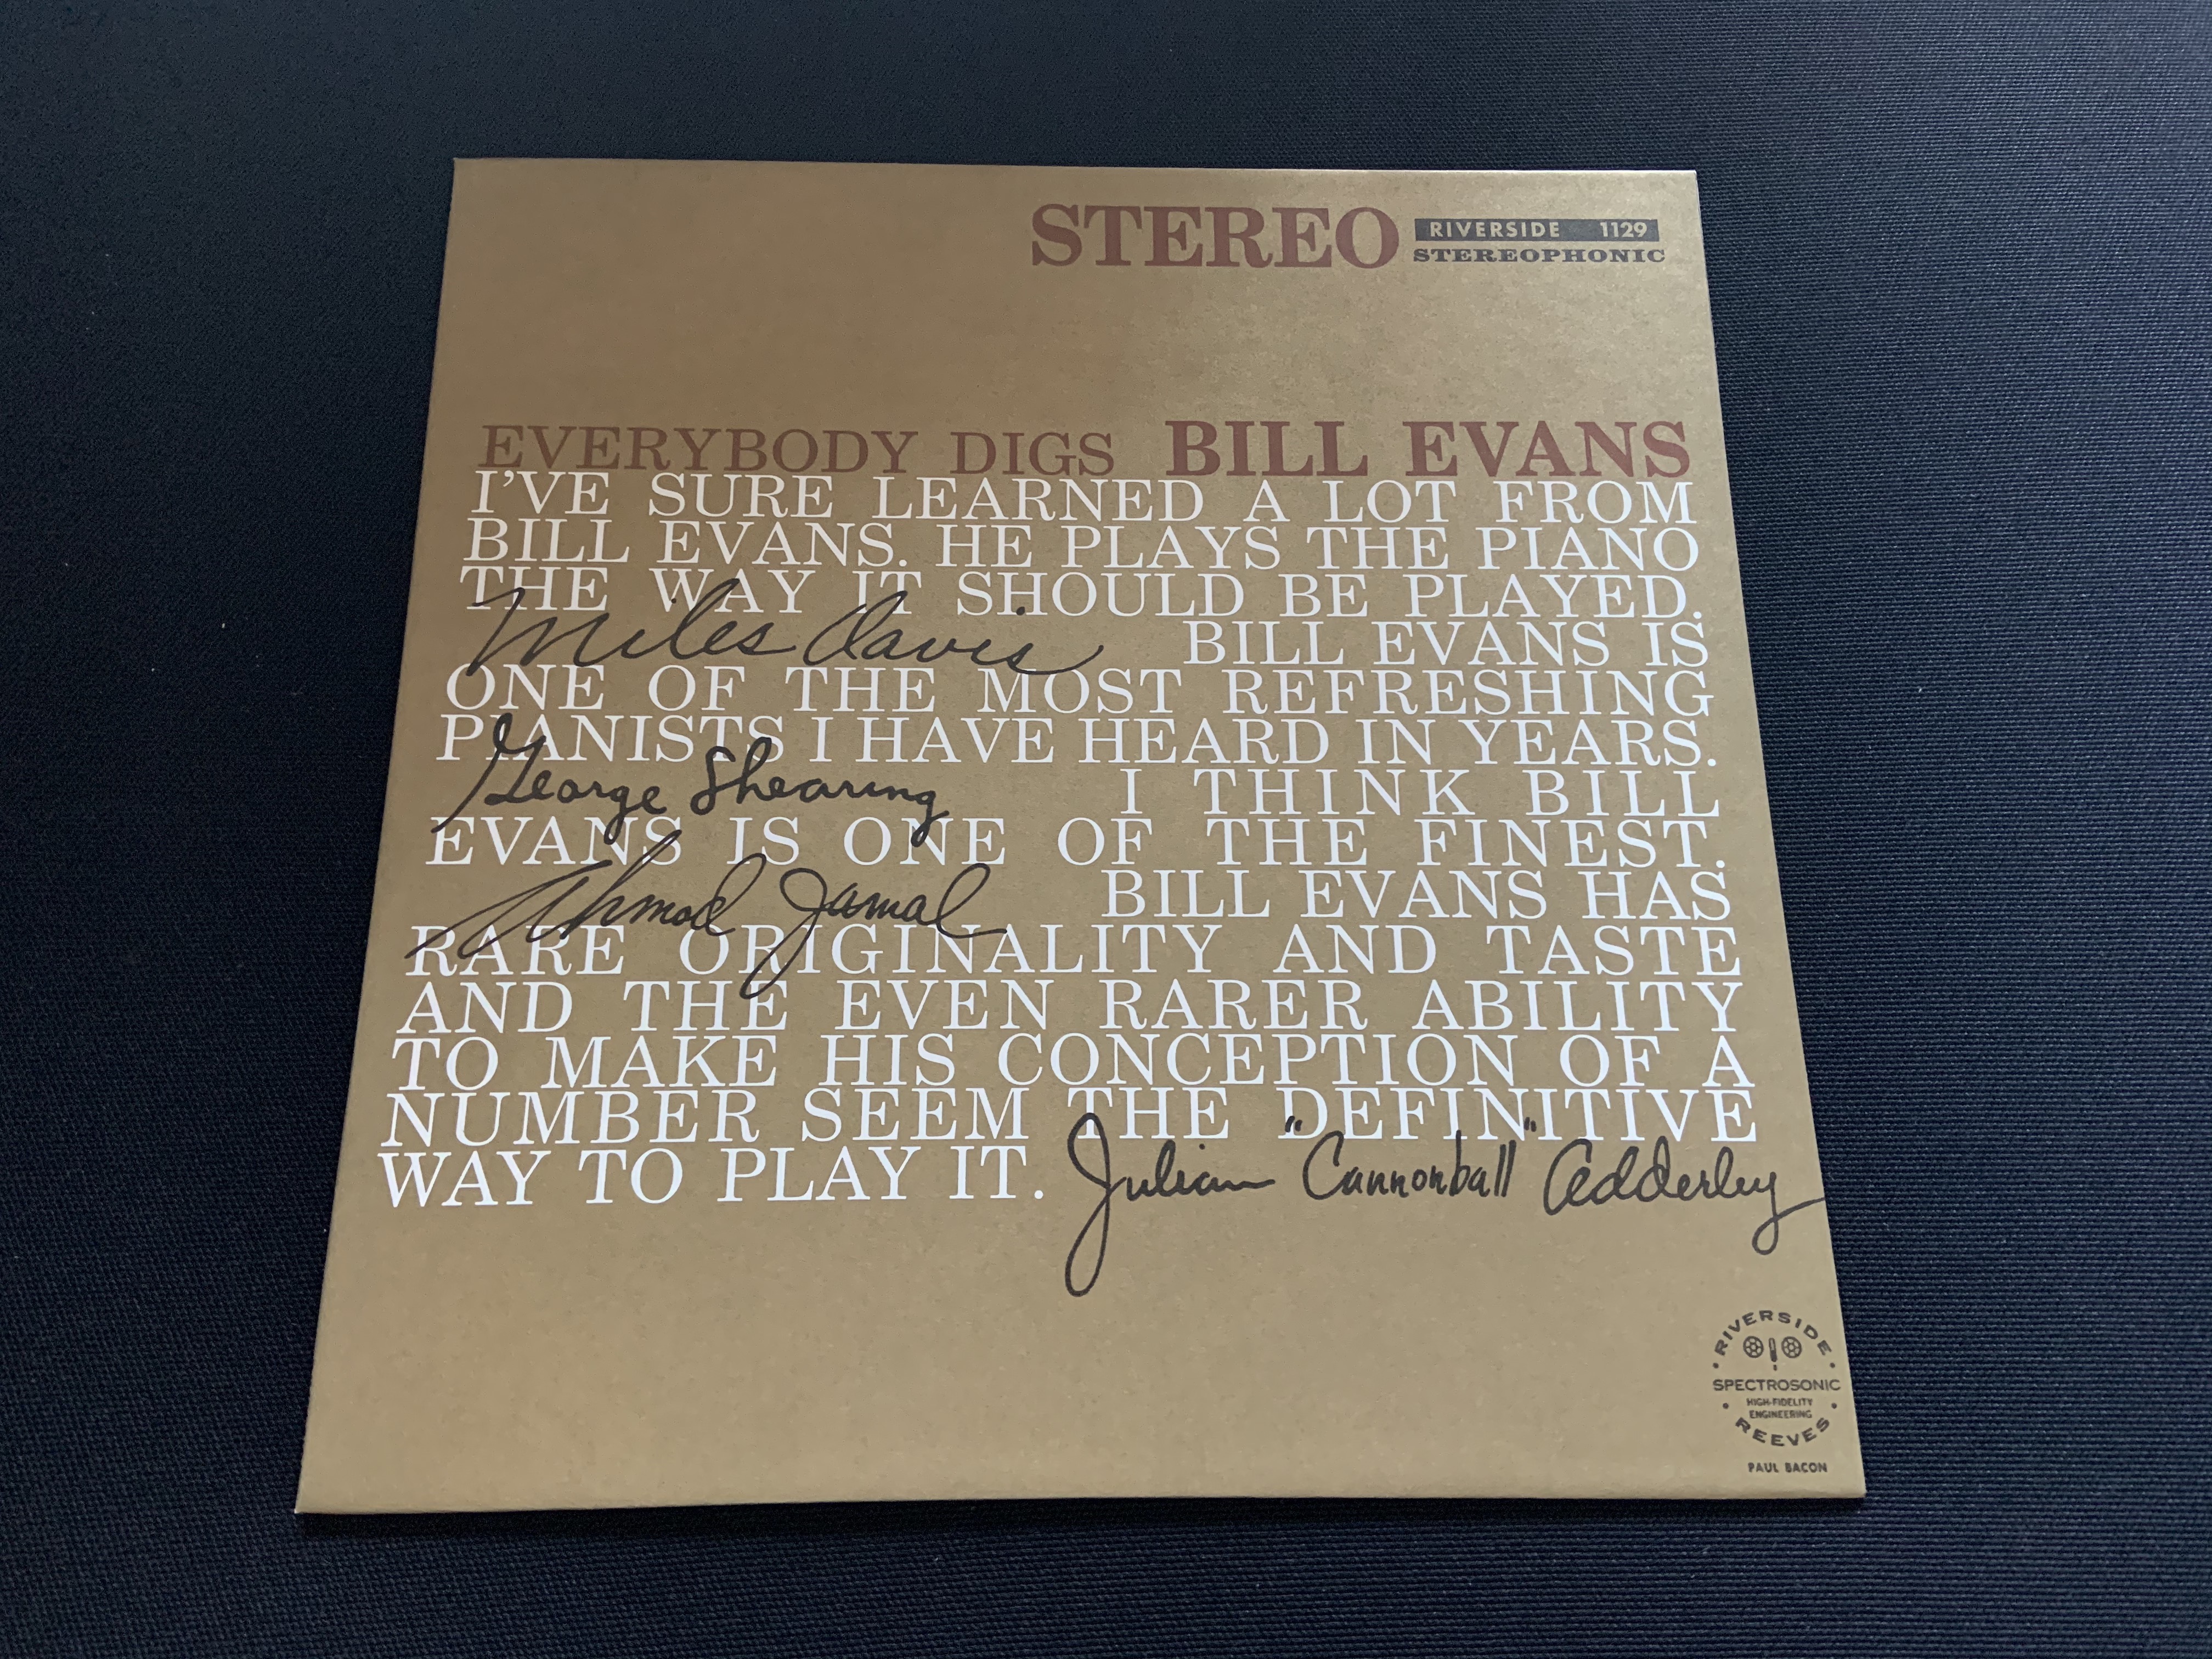 STEREO RIVERSIDE 1129
STEREOPHONIC
EVERYBODY DIGS BILL EVANS
I'VE SURE LEARNED A LOT FROM
BILL EVANS. HE PLAYS THE PIANO
THE WAY IT SHOULD BE PLAYED.
Miles Davis BILL EVANS IS
ONE OF THE MOST REFRESHING
PIANISTS I HAVE HEARD IN YEARS.
George Shearing I THINK BILL
EVANS IS ONE OF THE FINEST.
Ahmad Jamal BILL EVANS HAS
RARE ORIGINALITY AND TASTE
AND THE EVEN RARER ABILITY
TO MAKE HIS CONCEPTION OF A
NUMBER SEEM THE DEFINITIVE
WAY TO PLAY IT. Julian "Cannonball" Adderley
RIVERSIDE
SPECTROSONIC
HIGH-FIDELITY
ENGINEERING
REEVES
PAUL BACON